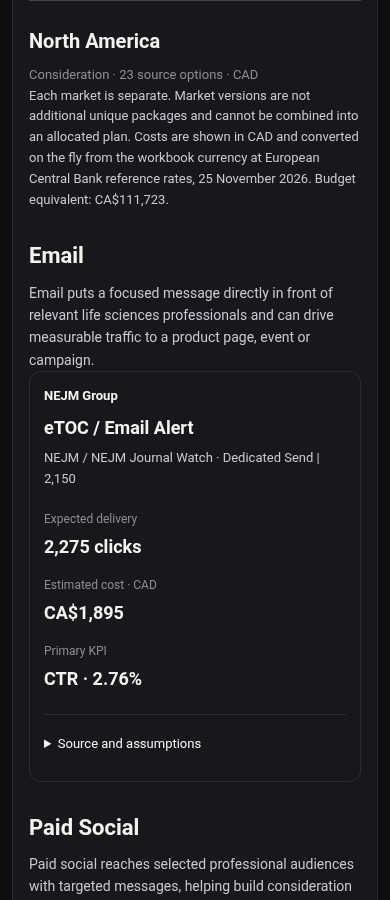 North America
Consideration · 23 source options · CAD
Each market is separate. Market versions are not
additional unique packages and cannot be combined into
an allocated plan. Costs are shown in CAD and converted
on the fly from the workbook currency at European
Central Bank reference rates, 25 November 2026. Budget
equivalent: CA$111,723.
Email
Email puts a focused message directly in front of
relevant life sciences professionals and can drive
measurable traffic to a product page, event or
campaign.
NEJM Group
eTOC / Email Alert
NEJM / NEJM Journal Watch · Dedicated Send |
2,150
Expected delivery
2,275 clicks
Estimated cost · CAD
CA$1,895
Primary KPI
CTR · 2.76%
Source and assumptions
Paid Social
Paid social reaches selected professional audiences
with targeted messages, helping build consideration